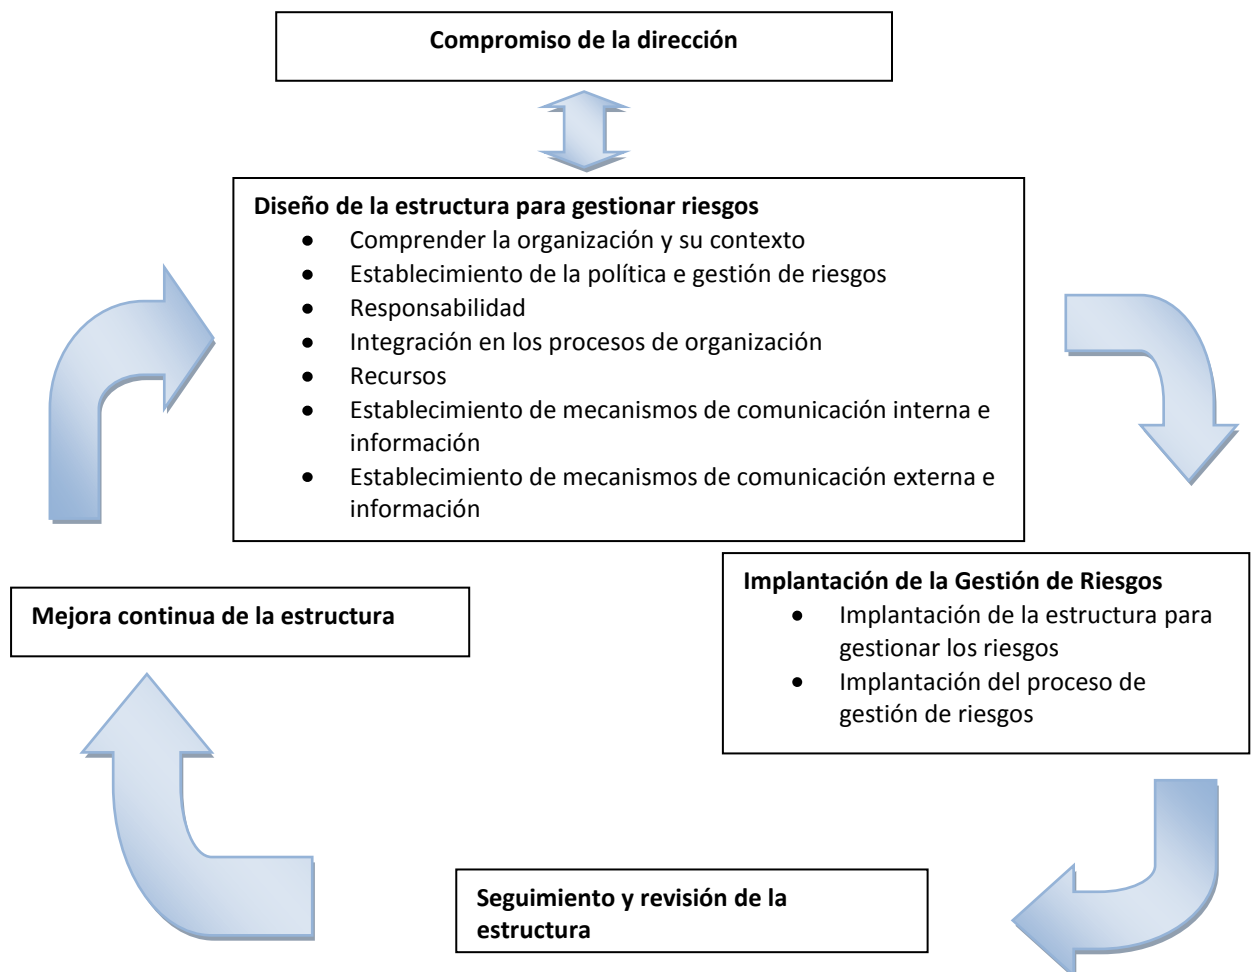 Compromiso de la dirección
Diseño de la estructura para gestionar riesgos
• Comprender la organización y su contexto
• Establecimiento de la política e gestión de riesgos
• Responsabilidad
• Integración en los procesos de organización
• Recursos
• Establecimiento de mecanismos de comunicación interna e
información
• Establecimiento de mecanismos de comunicación externa e
información
Implantación de la Gestión de Riesgos
• Implantación de la estructura para
gestionar los riesgos
• Implantación del proceso de
gestión de riesgos
Seguimiento y revisión de la
estructura
Mejora continua de la estructura